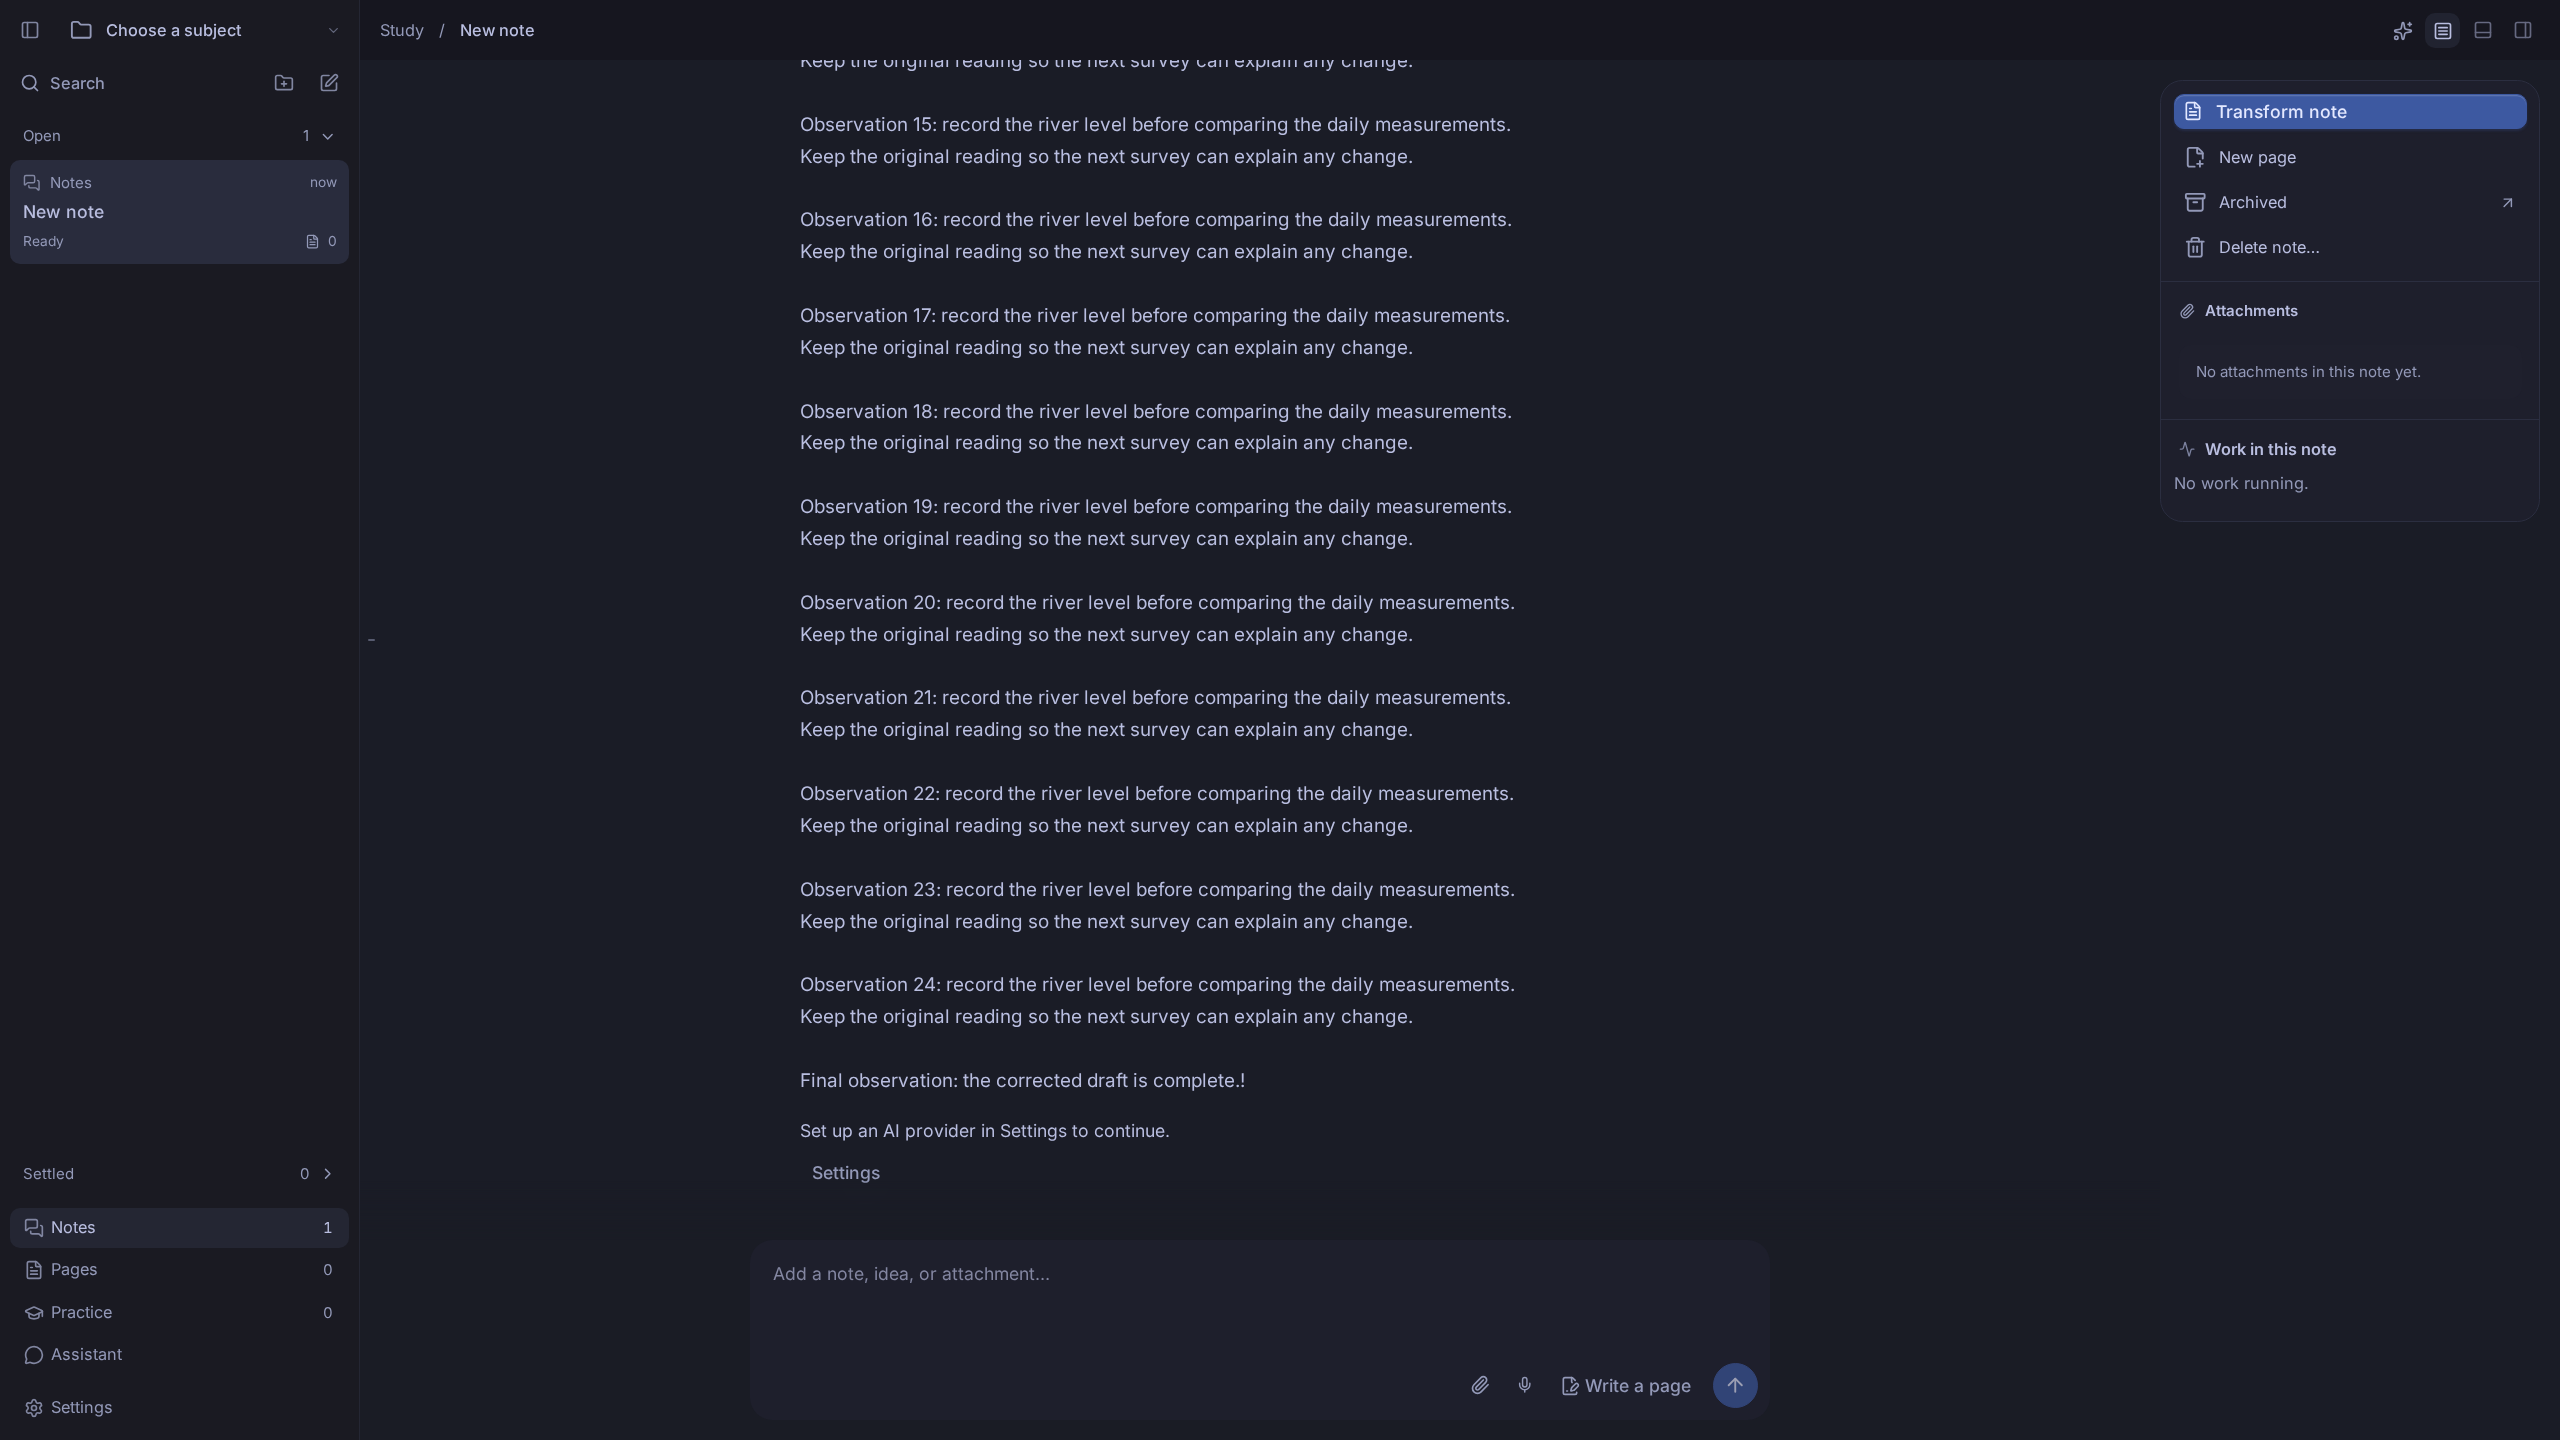 Choose a subject
Search
Open 1
Notes now
New note
Ready 0
Settled 0
Notes 1
Pages 0
Practice 0
Assistant
Settings
Study / New note
Keep the original reading so the next survey can explain any change.
Observation 15: record the river level before comparing the daily measurements.
Keep the original reading so the next survey can explain any change.
Observation 16: record the river level before comparing the daily measurements.
Keep the original reading so the next survey can explain any change.
Observation 17: record the river level before comparing the daily measurements.
Keep the original reading so the next survey can explain any change.
Observation 18: record the river level before comparing the daily measurements.
Keep the original reading so the next survey can explain any change.
Observation 19: record the river level before comparing the daily measurements.
Keep the original reading so the next survey can explain any change.
Observation 20: record the river level before comparing the daily measurements.
Keep the original reading so the next survey can explain any change.
Observation 21: record the river level before comparing the daily measurements.
Keep the original reading so the next survey can explain any change.
Observation 22: record the river level before comparing the daily measurements.
Keep the original reading so the next survey can explain any change.
Observation 23: record the river level before comparing the daily measurements.
Keep the original reading so the next survey can explain any change.
Observation 24: record the river level before comparing the daily measurements.
Keep the original reading so the next survey can explain any change.
Final observation: the corrected draft is complete.!
Set up an AI provider in Settings to continue.
Settings
Add a note, idea, or attachment...
Write a page
Transform note
New page
Archived
Delete note...
Attachments
No attachments in this note yet.
Work in this note
No work running.